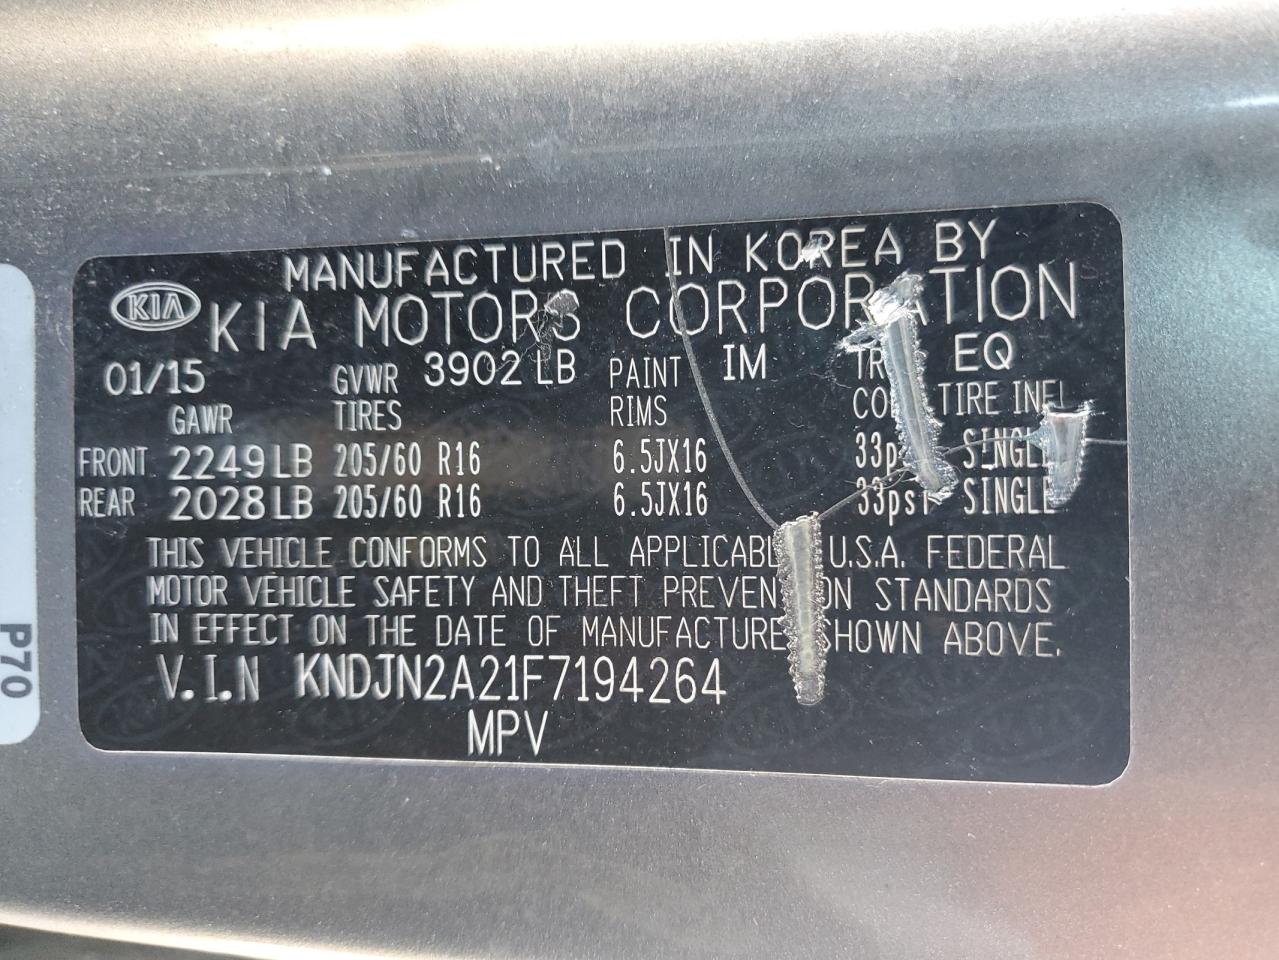 MANUFACTURED IN KOREA BY
KIA KIA MOTORS CORPORATION
01/15 GVWR 3902 LB PAINT IM EQ
GAWR TIRES RIMS TIRE
FRONT 2249 LB 205/60 R16 6.5JX16 SINGLE
REAR 2028 LB 205/60 R16 6.5JX16 33psi SINGLE
THIS VEHICLE CONFORMS TO ALL APPLICABLE U.S.A. FEDERAL
MOTOR VEHICLE SAFETY AND THEFT PREVENTION STANDARDS
IN EFFECT ON THE DATE OF MANUFACTURE SHOWN ABOVE.
V.I.N KNDJN2A21F7194264
MPV
P70